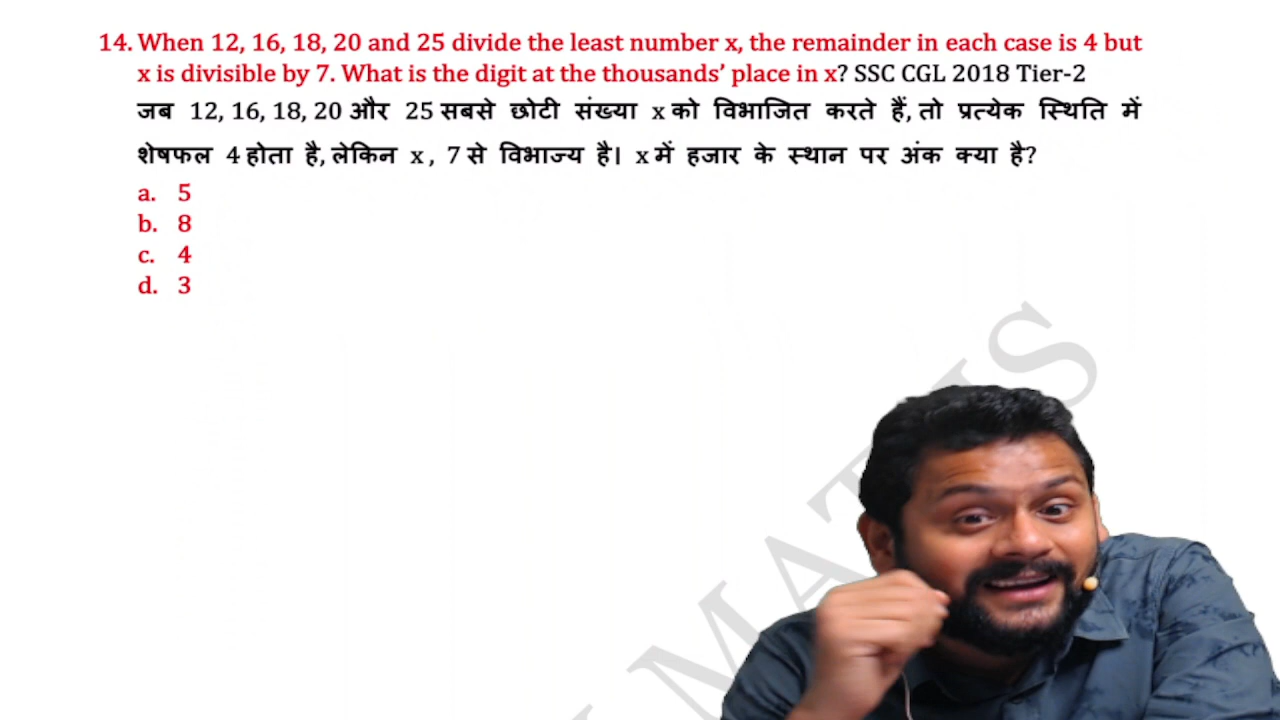 14. When 12, 16, 18, 20 and 25 divide the least number x, the remainder in each case is 4 but
x is divisible by 7. What is the digit at the thousands’ place in x? SSC CGL 2018 Tier-2
जब 12, 16, 18, 20 और 25 सबसे छोटी संख्या x को विभाजित करते हैं, तो प्रत्येक स्थिति में
शेषफल 4 होता है, लेकिन x , 7 से विभाज्य है। x में हजार के स्थान पर अंक क्या है?
a. 5
b. 8
c. 4
d. 3
MATHS